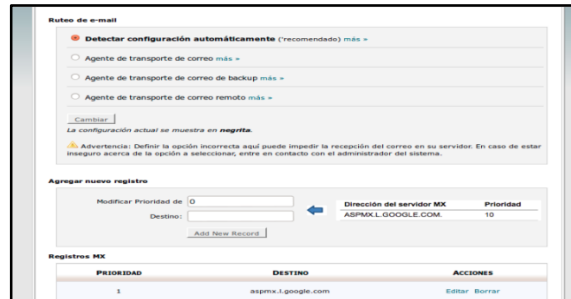 Ruteo de e-mail
Detectar configuración automáticamente (*recomendado) más »
Agente de transporte de correo más »
Agente de transporte de correo de backup más »
Agente de transporte de correo remoto más »
Cambiar
La configuración actual se muestra en negrita.
Advertencia: Definir la opción incorrecta aquí puede impedir la recepción del correo en su servidor. En caso de estar
inseguro acerca de la opción a seleccionar, entre en contacto con el administrador del sistema.
Agregar nuevo registro
Modificar Prioridad de 0
Destino:
Add New Record
Dirección del servidor MX Prioridad
ASPMX.L.GOOGLE.COM. 10
Registros MX
PRIORIDAD DESTINO ACCIONES
1 aspmx.l.google.com Editar Borrar